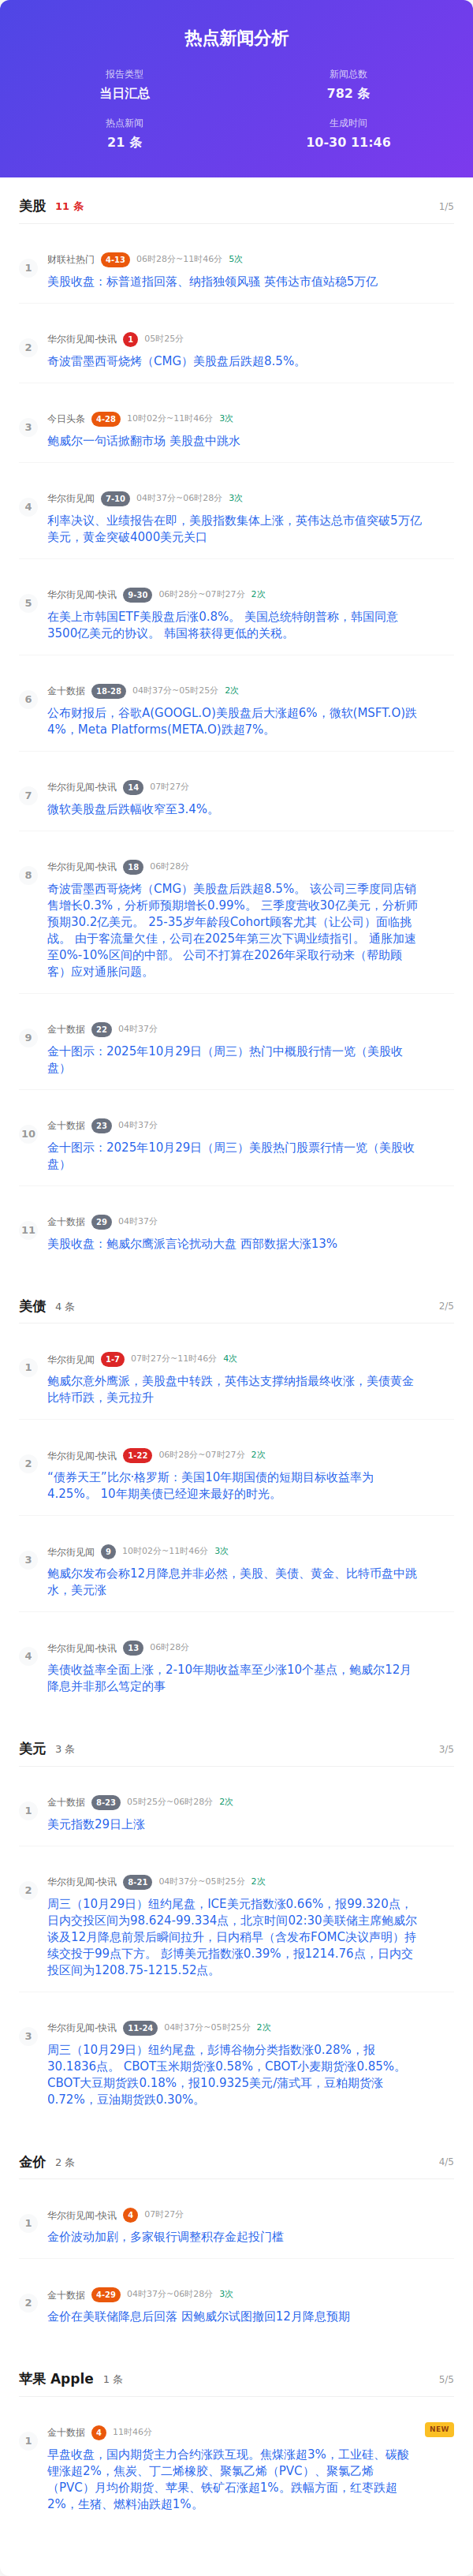 热点新闻分析
报告类型
新闻总数
当日汇总
782 条
热点新闻
生成时间
21 条
10-30 11:46
美股 11 条 1/5
1
财联社热门 4-13 06时28分~11时46分 5次
美股收盘：标普道指回落、纳指独领风骚 英伟达市值站稳5万亿
2
华尔街见闻-快讯 1 05时25分
奇波雷墨西哥烧烤（CMG）美股盘后跌超8.5%。
3
今日头条 4-28 10时02分~11时46分 3次
鲍威尔一句话掀翻市场 美股盘中跳水
4
华尔街见闻 7-10 04时37分~06时28分 3次
利率决议、业绩报告在即，美股指数集体上涨，英伟达总市值突破5万亿
美元，黄金突破4000美元关口
5
华尔街见闻-快讯 9-30 06时28分~07时27分 2次
在美上市韩国ETF美股盘后涨0.8%。 美国总统特朗普称，韩国同意
3500亿美元的协议。 韩国将获得更低的关税。
6
金十数据 18-28 04时37分~05时25分 2次
公布财报后，谷歌A(GOOGL.O)美股盘后大涨超6%，微软(MSFT.O)跌
4%，Meta Platforms(META.O)跌超7%。
7
华尔街见闻-快讯 14 07时27分
微软美股盘后跌幅收窄至3.4%。
8
华尔街见闻-快讯 18 06时28分
奇波雷墨西哥烧烤（CMG）美股盘后跌超8.5%。 该公司三季度同店销
售增长0.3%，分析师预期增长0.99%。 三季度营收30亿美元，分析师
预期30.2亿美元。 25-35岁年龄段Cohort顾客尤其（让公司）面临挑
战。 由于客流量欠佳，公司在2025年第三次下调业绩指引。 通胀加速
至0%-10%区间的中部。 公司不打算在2026年采取行动来（帮助顾
客）应对通胀问题。
9
金十数据 22 04时37分
金十图示：2025年10月29日（周三）热门中概股行情一览（美股收
盘）
10
金十数据 23 04时37分
金十图示：2025年10月29日（周三）美股热门股票行情一览（美股收
盘）
11
金十数据 29 04时37分
美股收盘：鲍威尔鹰派言论扰动大盘 西部数据大涨13%
美债 4 条 2/5
1
华尔街见闻 1-7 07时27分~11时46分 4次
鲍威尔意外鹰派，美股盘中转跌，英伟达支撑纳指最终收涨，美债黄金
比特币跌，美元拉升
2
华尔街见闻-快讯 1-22 06时28分~07时27分 2次
“债券天王”比尔·格罗斯：美国10年期国债的短期目标收益率为
4.25%。 10年期美债已经迎来最好的时光。
3
华尔街见闻 9 10时02分~11时46分 3次
鲍威尔发布会称12月降息并非必然，美股、美债、黄金、比特币盘中跳
水，美元涨
4
华尔街见闻-快讯 13 06时28分
美债收益率全面上涨，2-10年期收益率至少涨10个基点，鲍威尔12月
降息并非那么笃定的事
美元 3 条 3/5
1
金十数据 8-23 05时25分~06时28分 2次
美元指数29日上涨
2
华尔街见闻-快讯 8-21 04时37分~05时25分 2次
周三（10月29日）纽约尾盘，ICE美元指数涨0.66%，报99.320点，
日内交投区间为98.624-99.334点，北京时间02:30美联储主席鲍威尔
谈及12月降息前景后瞬间拉升，日内稍早（含发布FOMC决议声明）持
续交投于99点下方。 彭博美元指数涨0.39%，报1214.76点，日内交
投区间为1208.75-1215.52点。
3
华尔街见闻-快讯 11-24 04时37分~05时25分 2次
周三（10月29日）纽约尾盘，彭博谷物分类指数涨0.28%，报
30.1836点。 CBOT玉米期货涨0.58%，CBOT小麦期货涨0.85%。
CBOT大豆期货跌0.18%，报10.9325美元/蒲式耳，豆粕期货涨
0.72%，豆油期货跌0.30%。
金价 2 条 4/5
1
华尔街见闻-快讯 4 07时27分
金价波动加剧，多家银行调整积存金起投门槛
2
金十数据 4-29 04时37分~06时28分 3次
金价在美联储降息后回落 因鲍威尔试图撤回12月降息预期
苹果 Apple 1 条 5/5
1
金十数据 4 11时46分 NEW
早盘收盘，国内期货主力合约涨跌互现。焦煤涨超3%，工业硅、碳酸
锂涨超2%，焦炭、丁二烯橡胶、聚氯乙烯（PVC）、聚氯乙烯
（PVC）月均价期货、苹果、铁矿石涨超1%。跌幅方面，红枣跌超
2%，生猪、燃料油跌超1%。